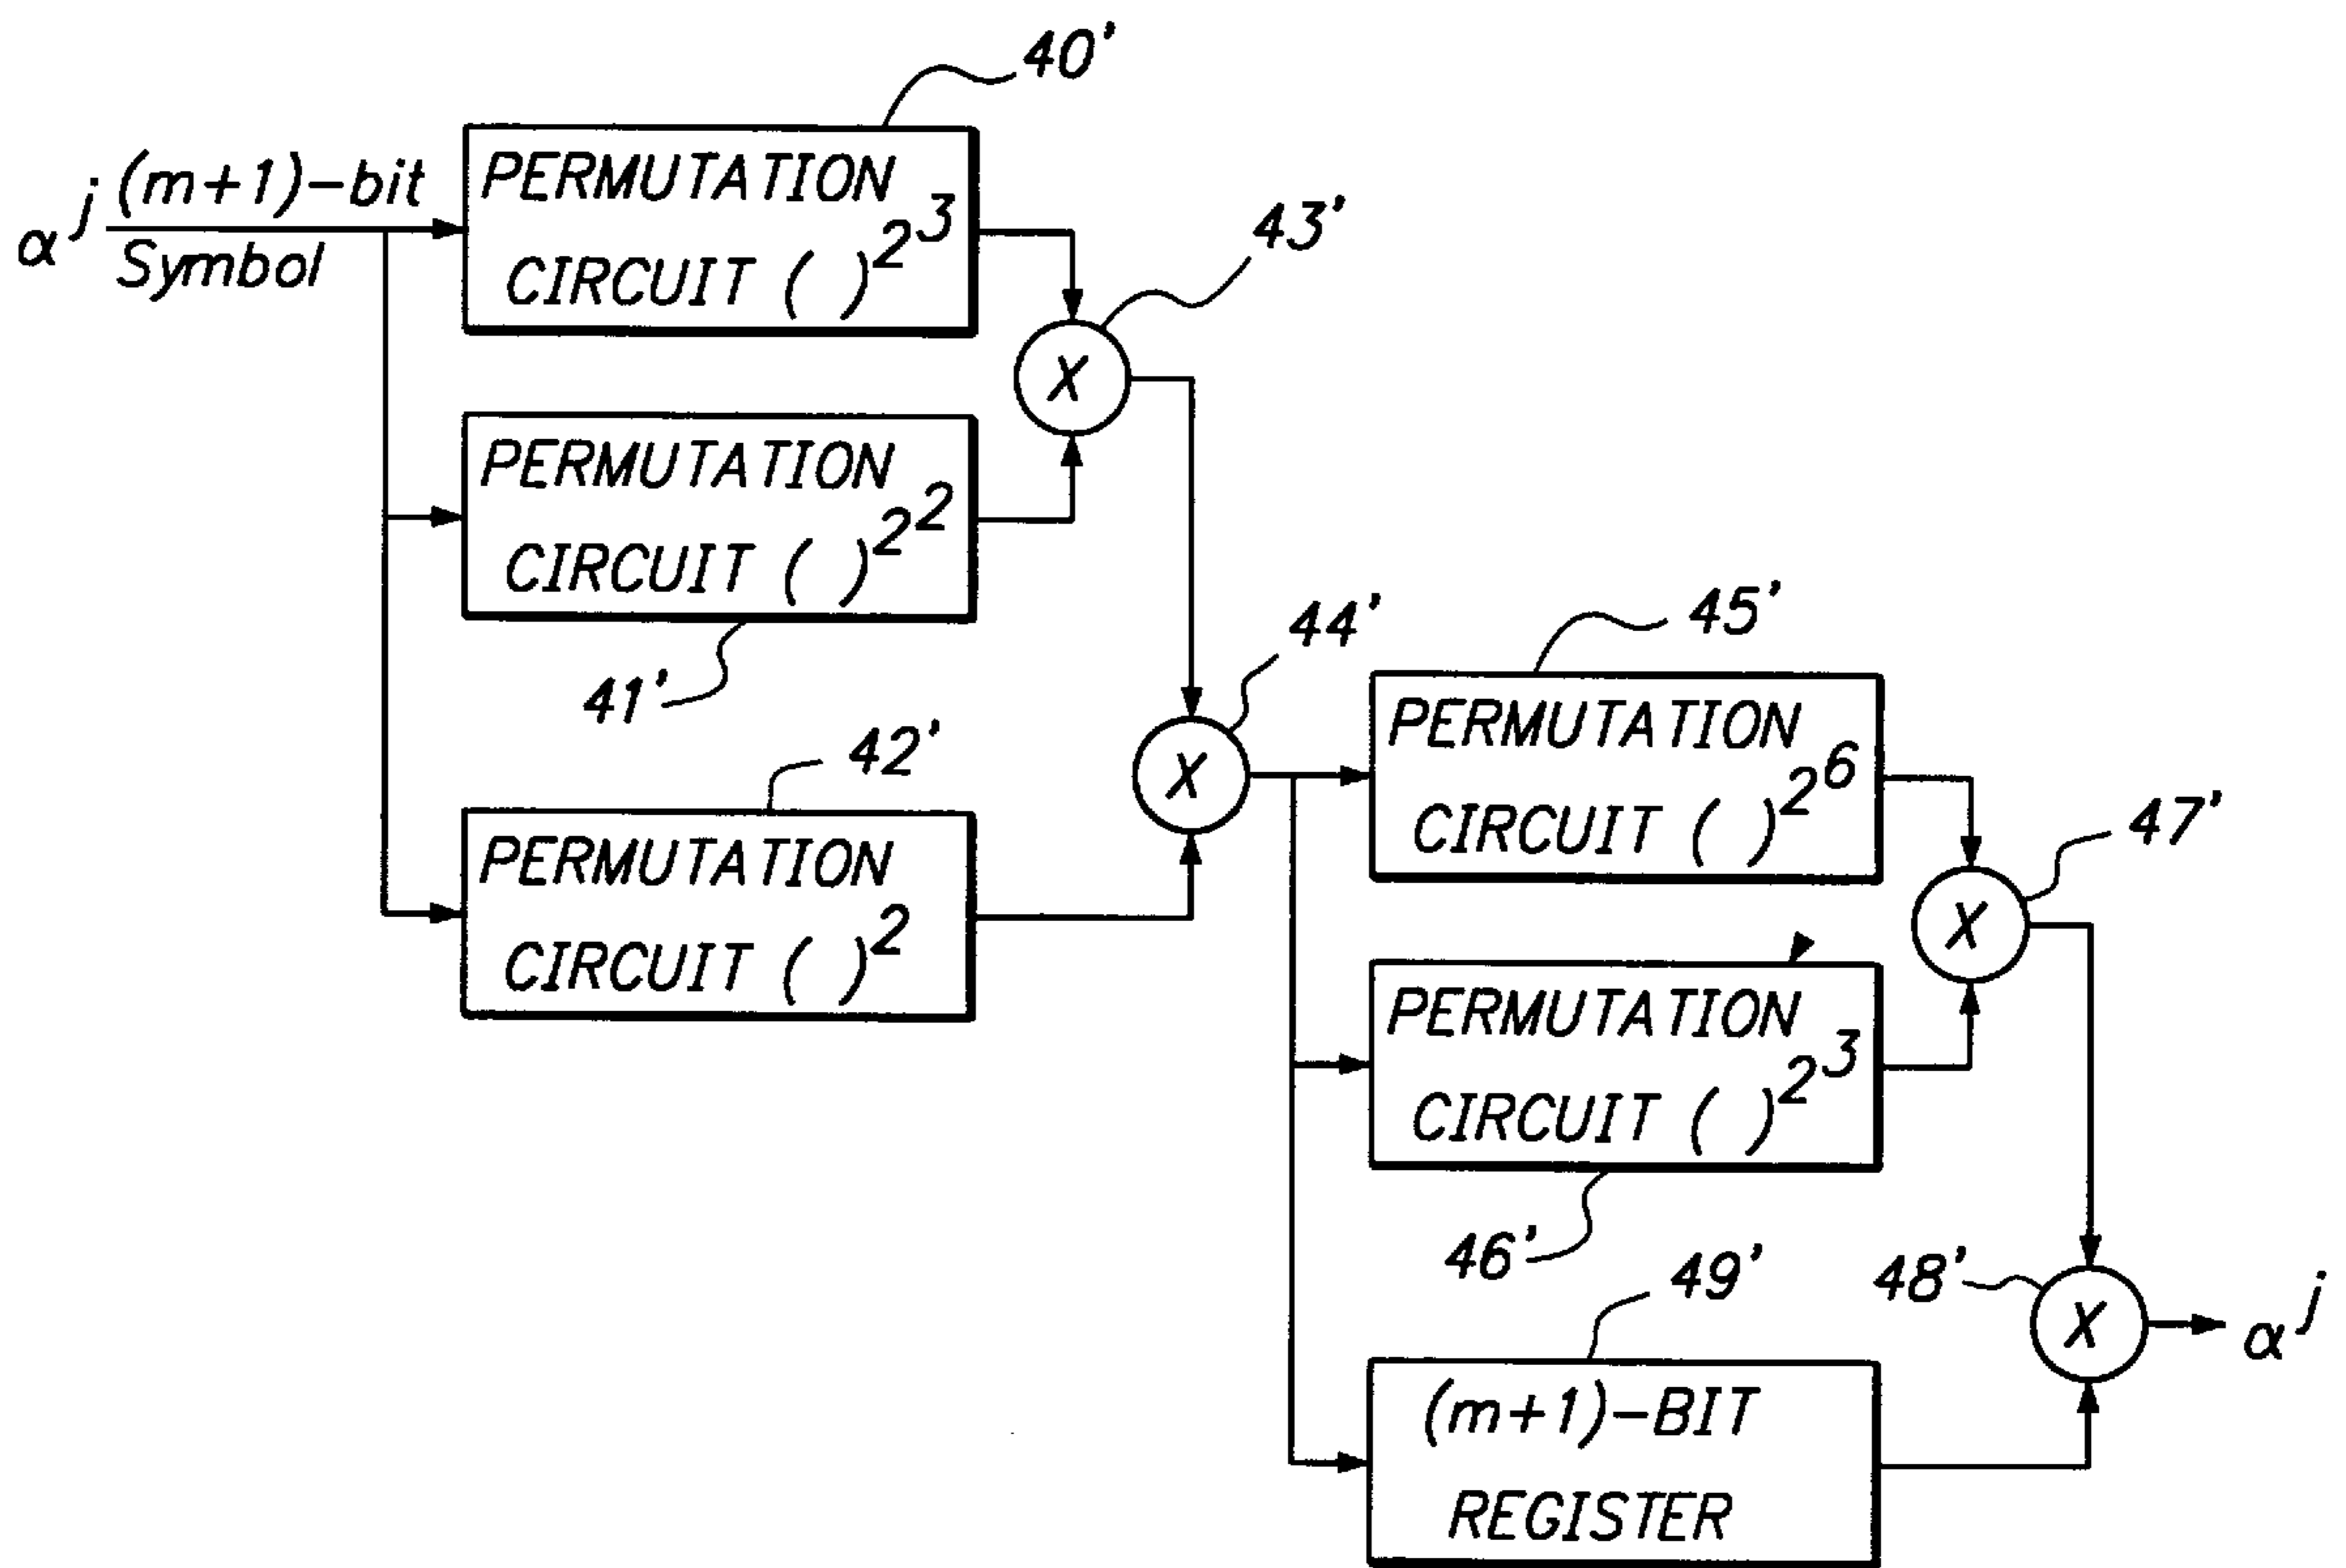 40'
α^j (m+1)-bit
Symbol
PERMUTATION
CIRCUIT ( )^2^3
43'
X
PERMUTATION
CIRCUIT ( )^2^2
41'
44'
X
42'
PERMUTATION
CIRCUIT ( )^2
45'
PERMUTATION
CIRCUIT ( )^2^6
47'
X
PERMUTATION
CIRCUIT ( )^2^3
46'
49'
48'
X
α^j
(m+1)-BIT
REGISTER